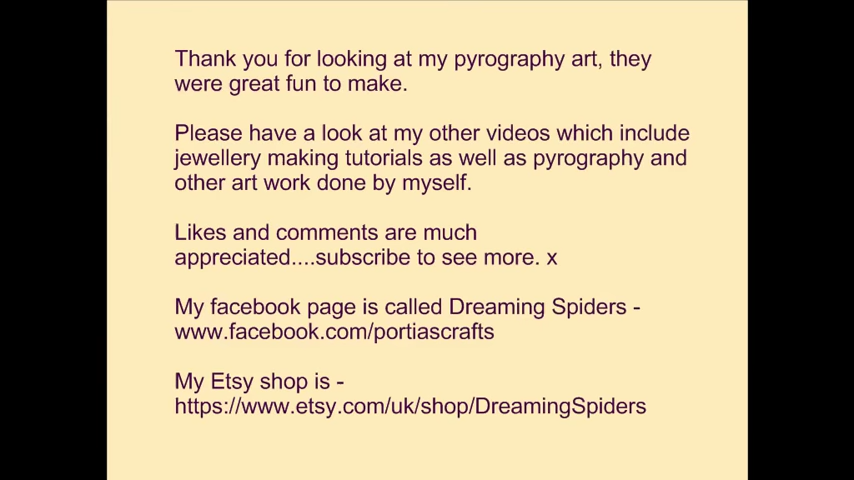 Thank you for looking at my pyrography art, they
were great fun to make.
Please have a look at my other videos which include
jewellery making tutorials as well as pyrography and
other art work done by myself.
Likes and comments are much
appreciated....subscribe to see more. x
My facebook page is called Dreaming Spiders -
www.facebook.com/portiascrafts
My Etsy shop is -
https://www.etsy.com/uk/shop/DreamingSpiders